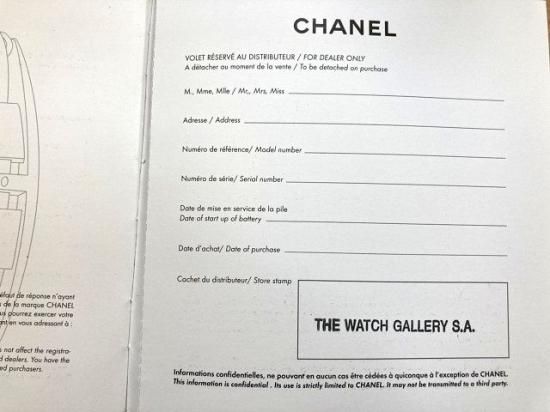 CHANEL
VOLET RÉSERVÉ AU DISTRIBUTEUR / FOR DEALER ONLY
A détacher au moment de la vente / To be detached on purchase
M., Mme, Mlle / Mr., Mrs, Miss
Adresse / Address
Numéro de référence/ Model number
Numéro de série/ Serial number
Date de mise en service de la pile
Date of start up of battery
Date d'achat/ Date of purchase
Cachet du distributeur/ Store stamp
THE WATCH GALLERY S.A.
Informations confidentielles, ne pouvant en aucun cas être cédées à quiconque à l'exception de CHANEL.
This information is confidential . Its use is strictly limited to CHANEL. It may not be transmitted to a third party.
défaut de réponse n'ayant
de la marque CHANEL
pourrez exercer votre
en vous adressant à :
not affect the registra-
dealers. You have the
purchasers.